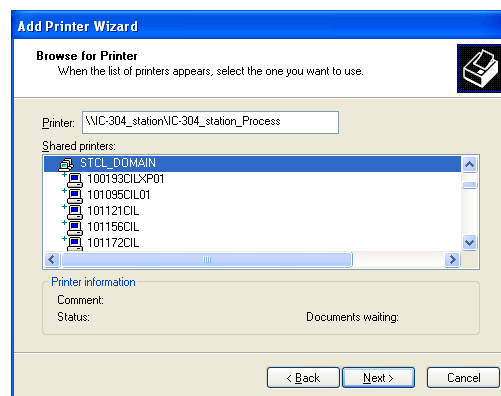 Add Printer Wizard
Browse for Printer
When the list of printers appears, select the one you want to use.
Printer: \\IC-304_station\IC-304_station_Process
Shared printers:
STCL_DOMAIN
100193CILXP01
101095CIL01
101121CIL
101156CIL
101172CIL
Printer information
Comment:
Status: Documents waiting:
< Back Next > Cancel